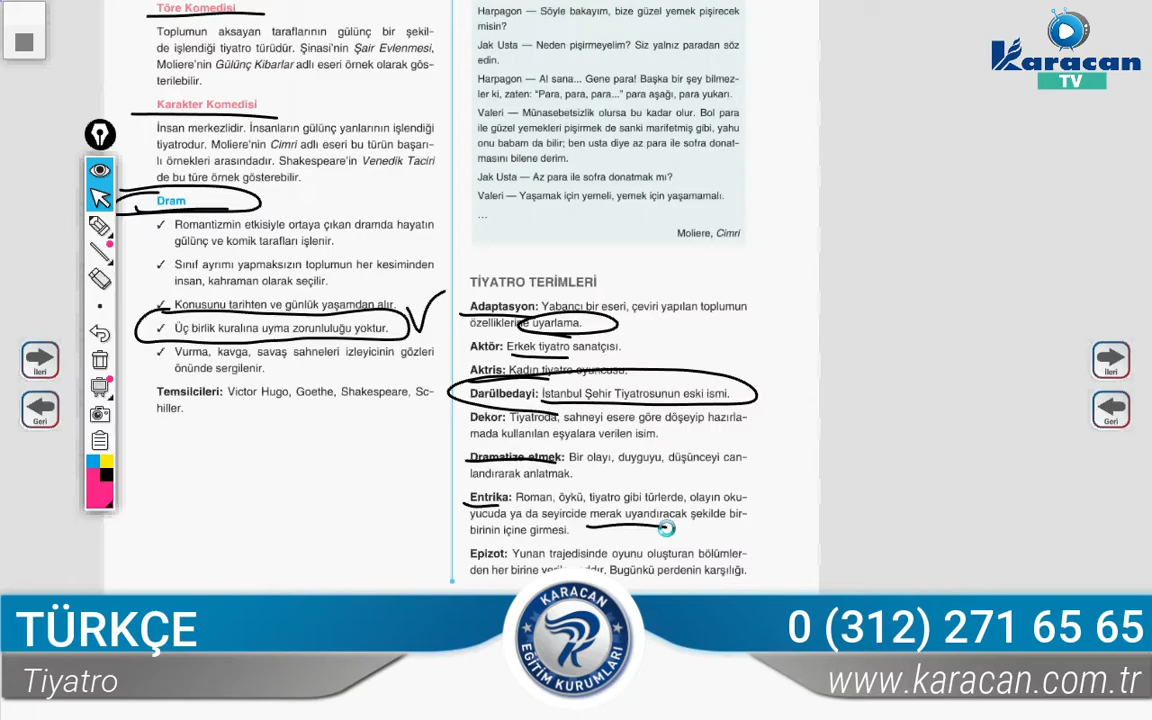 Töre Komedisi
Toplumun aksayan taraflarının gülünç bir şekil-
de işlendiği tiyatro türüdür. Şinasi'nin Şair Evlenmesi,
Moliere'nin Gülünç Kibarlar adlı eseri örnek olarak gös-
terilebilir.
Karakter Komedisi
İnsan merkezlidir. İnsanların gülünç yanlarının işlendiği
tiyatrodur. Moliere'nin Cimri adlı eseri bu türün başarı-
lı örnekleri arasındadır. Shakespeare'in Venedik Taciri
de bu türe örnek gösterebilir.
Dram
✓ Romantizmin etkisiyle ortaya çıkan dramda hayatın
gülünç ve komik tarafları işlenir.
✓ Sınıf ayrımı yapmaksızın toplumun her kesiminden
insan, kahraman olarak seçilir.
✓ Konusunu tarihten ve günlük yaşamdan alır.
✓ Üç birlik kuralına uyma zorunluluğu yoktur.
✓ Vurma, kavga, savaş sahneleri izleyicinin gözleri
önünde sergilenir.
Temsilcileri: Victor Hugo, Goethe, Shakespeare, Sc-
hiller.
Harpagon — Söyle bakayım, bize güzel yemek pişirecek
misin?
Jak Usta — Neden pişirmeyelim? Siz yalnız paradan söz
edin.
Harpagon — Al sana... Gene para! Başka bir şey bilmez-
ler ki, zaten: "Para, para, para..." para aşağı, para yukarı.
Valeri — Münasebetsizlik olursa bu kadar olur. Bol para
ile güzel yemekleri pişirmek de sanki marifetmiş gibi, yahu
onu babam da bilir; ben usta diye az para ile sofra donat-
masını bilene derim.
Jak Usta — Az para ile sofra donatmak mı?
Valeri — Yaşamak için yemeli, yemek için yaşamamalı.
...
Moliere, Cimri
TİYATRO TERİMLERİ
Adaptasyon: Yabancı bir eseri, çeviri yapılan toplumun
özelliklerine uyarlama.
Aktör: Erkek tiyatro sanatçısı.
Aktris: Kadın tiyatro oyuncusu.
Darülbedayi: İstanbul Şehir Tiyatrosunun eski ismi.
Dekor: Tiyatroda, sahneyi esere göre döşeyip hazırla-
mada kullanılan eşyalara verilen isim.
Dramatize etmek: Bir olayı, duyguyu, düşünceyi can-
landırarak anlatmak.
Entrika: Roman, öykü, tiyatro gibi türlerde, olayın oku-
yucuda ya da seyircide merak uyandıracak şekilde bir-
birinin içine girmesi.
Epizot: Yunan trajedisinde oyunu oluşturan bölümler-
den her birine Bugünkü perdenin karşılığı.
Karacan
TV
İleri
Geri
İleri
Geri
TÜRKÇE
Tiyatro
KARACAN
EĞİTİM KURUMLARI
0 (312) 271 65 65
www.karacan.com.tr